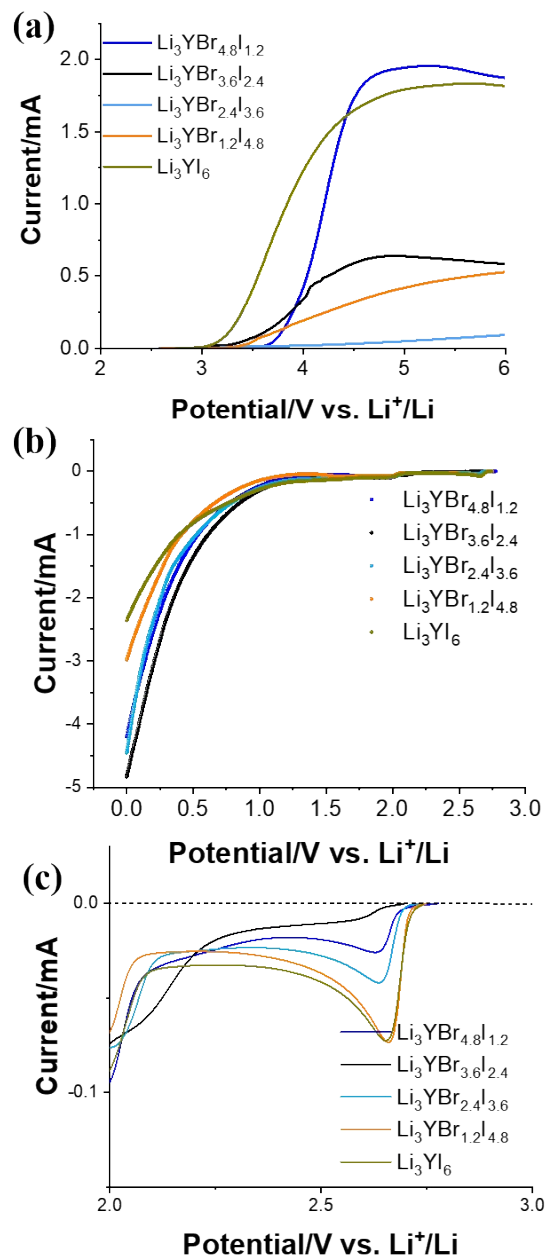 (a)
Li₃YBr₄.₈I₁.₂
Li₃YBr₃.₆I₂.₄
Li₃YBr₂.₄I₃.₆
Li₃YBr₁.₂I₄.₈
Li₃YI₆
Current/mA
2.0
1.5
1.0
0.5
0.0
2 3 4 5 6
Potential/V vs. Li⁺/Li
(b)
Li₃YBr₄.₈I₁.₂
Li₃YBr₃.₆I₂.₄
Li₃YBr₂.₄I₃.₆
Li₃YBr₁.₂I₄.₈
Li₃YI₆
Current/mA
0
-1
-2
-3
-4
-5
0.0 0.5 1.0 1.5 2.0 2.5 3.0
Potential/V vs. Li⁺/Li
(c)
Current/mA
0.0
-0.1
Li₃YBr₄.₈I₁.₂
Li₃YBr₃.₆I₂.₄
Li₃YBr₂.₄I₃.₆
Li₃YBr₁.₂I₄.₈
Li₃YI₆
2.0 2.5 3.0
Potential/V vs. Li⁺/Li